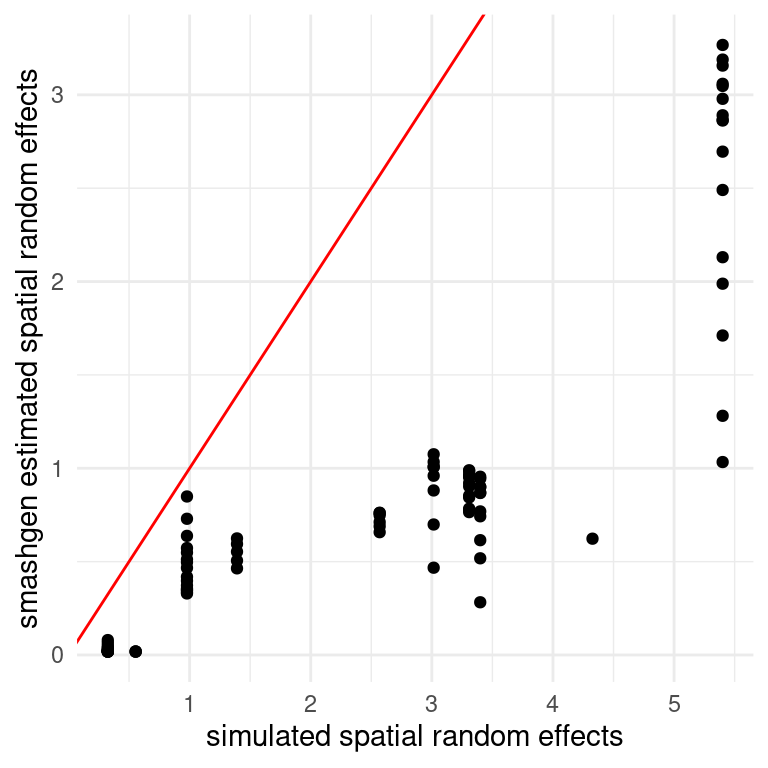 smashgen estimated spatial random effects
3
2
1
0
1 2 3 4 5
simulated spatial random effects